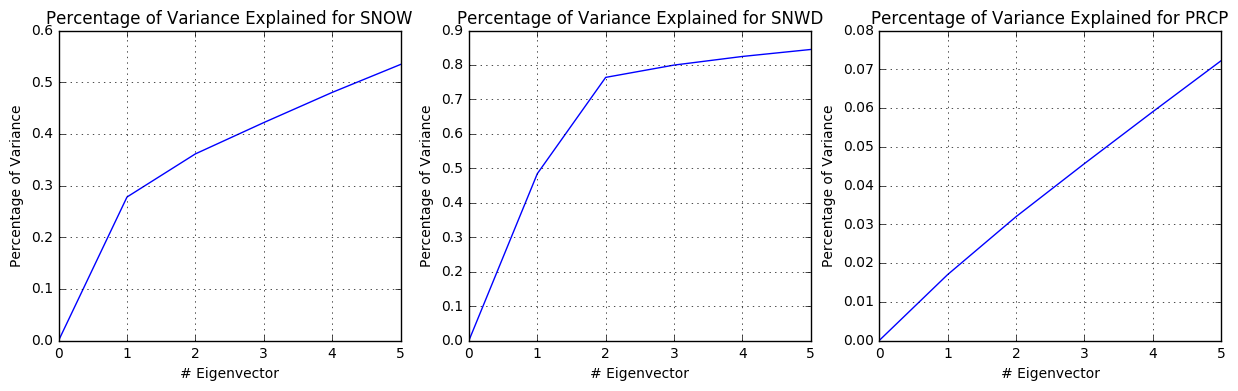 Percentage of Variance Explained for SNOW
0.6
0.5
0.4
0.3
0.2
0.1
0.0
Percentage of Variance
0 1 2 3 4 5
# Eigenvector
Percentage of Variance Explained for SNWD
0.9
0.8
0.7
0.6
0.5
0.4
0.3
0.2
0.1
0.0
Percentage of Variance
0 1 2 3 4 5
# Eigenvector
Percentage of Variance Explained for PRCP
0.08
0.07
0.06
0.05
0.04
0.03
0.02
0.01
0.00
Percentage of Variance
0 1 2 3 4 5
# Eigenvector